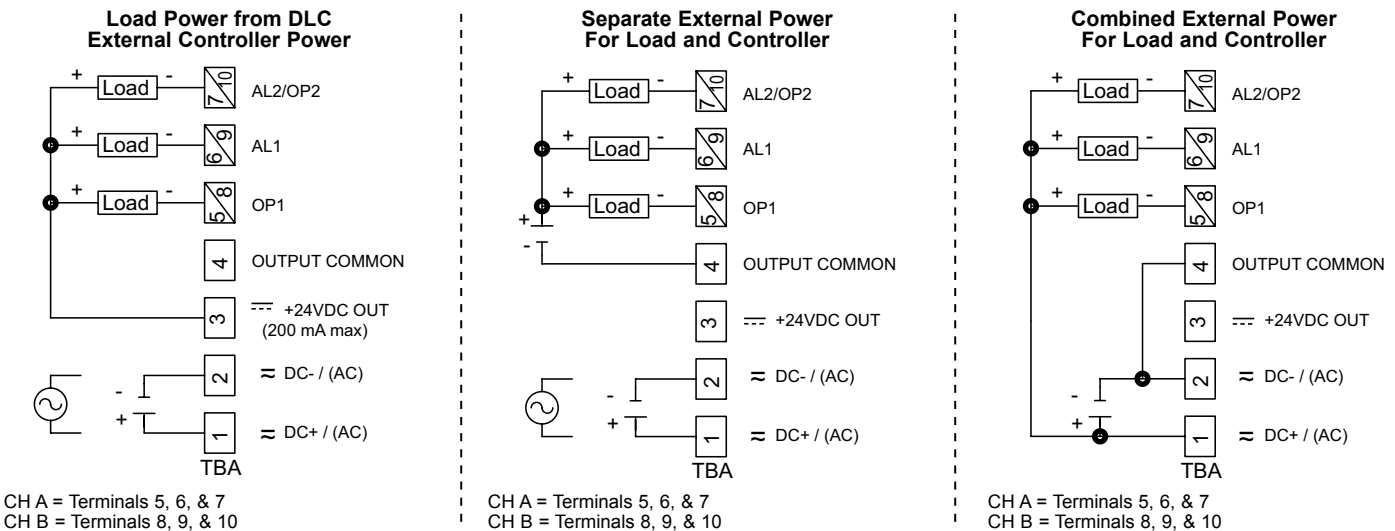 Load Power from DLC
External Controller Power
+ Load - 7/10 AL2/OP2
+ Load - 6/9 AL1
+ Load - 5/8 OP1
4 OUTPUT COMMON
3 +24VDC OUT
(200 mA max)
- 2 ≂ DC- / (AC)
+ 1 ≂ DC+ / (AC)
TBA
CH A = Terminals 5, 6, & 7
CH B = Terminals 8, 9, & 10
Separate External Power
For Load and Controller
+ Load - 7/10 AL2/OP2
+ Load - 6/9 AL1
+ Load - 5/8 OP1
+
-
4 OUTPUT COMMON
3 +24VDC OUT
- 2 ≂ DC- / (AC)
+ 1 ≂ DC+ / (AC)
TBA
CH A = Terminals 5, 6, & 7
CH B = Terminals 8, 9, & 10
Combined External Power
For Load and Controller
+ Load - 7/10 AL2/OP2
+ Load - 6/9 AL1
+ Load - 5/8 OP1
4 OUTPUT COMMON
3 +24VDC OUT
- 2 ≂ DC- / (AC)
+ 1 ≂ DC+ / (AC)
TBA
CH A = Terminals 5, 6, & 7
CH B = Terminals 8, 9, & 10